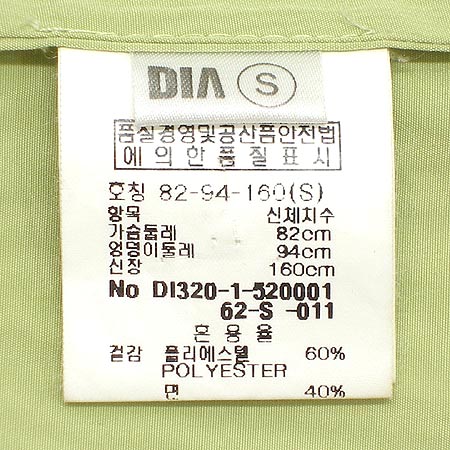 DIA S
품질경영및공산품안전법
에 의 한 품 질 표 시
호칭 82-94-160(S)
항목 신체치수
가슴둘레 82cm
엉덩이둘레 94cm
신장 160cm
No DI320-1-520001
62-S -011
혼 용 율
겉감 폴리에스텔 60%
POLYESTER
면 40%